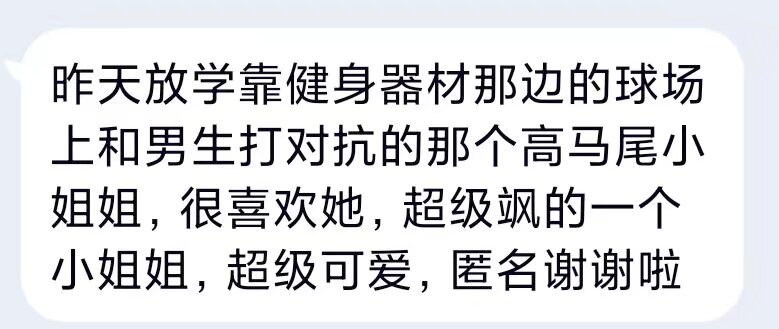 昨天放学靠健身器材那边的球场
上和男生打对抗的那个高马尾小
姐姐，很喜欢她，超级飒的一个
小姐姐，超级可爱，匿名谢谢啦